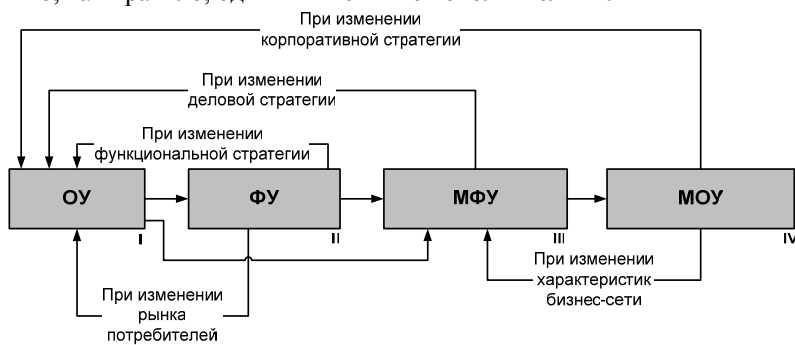 При изменении
корпоративной стратегии
При изменении
деловой стратегии
При изменении
функциональной стратегии
ОУ
ФУ
МФУ
МОУ
I
II
III
IV
При изменении
характеристик
бизнес-сети
При изменении
рынка
потребителей